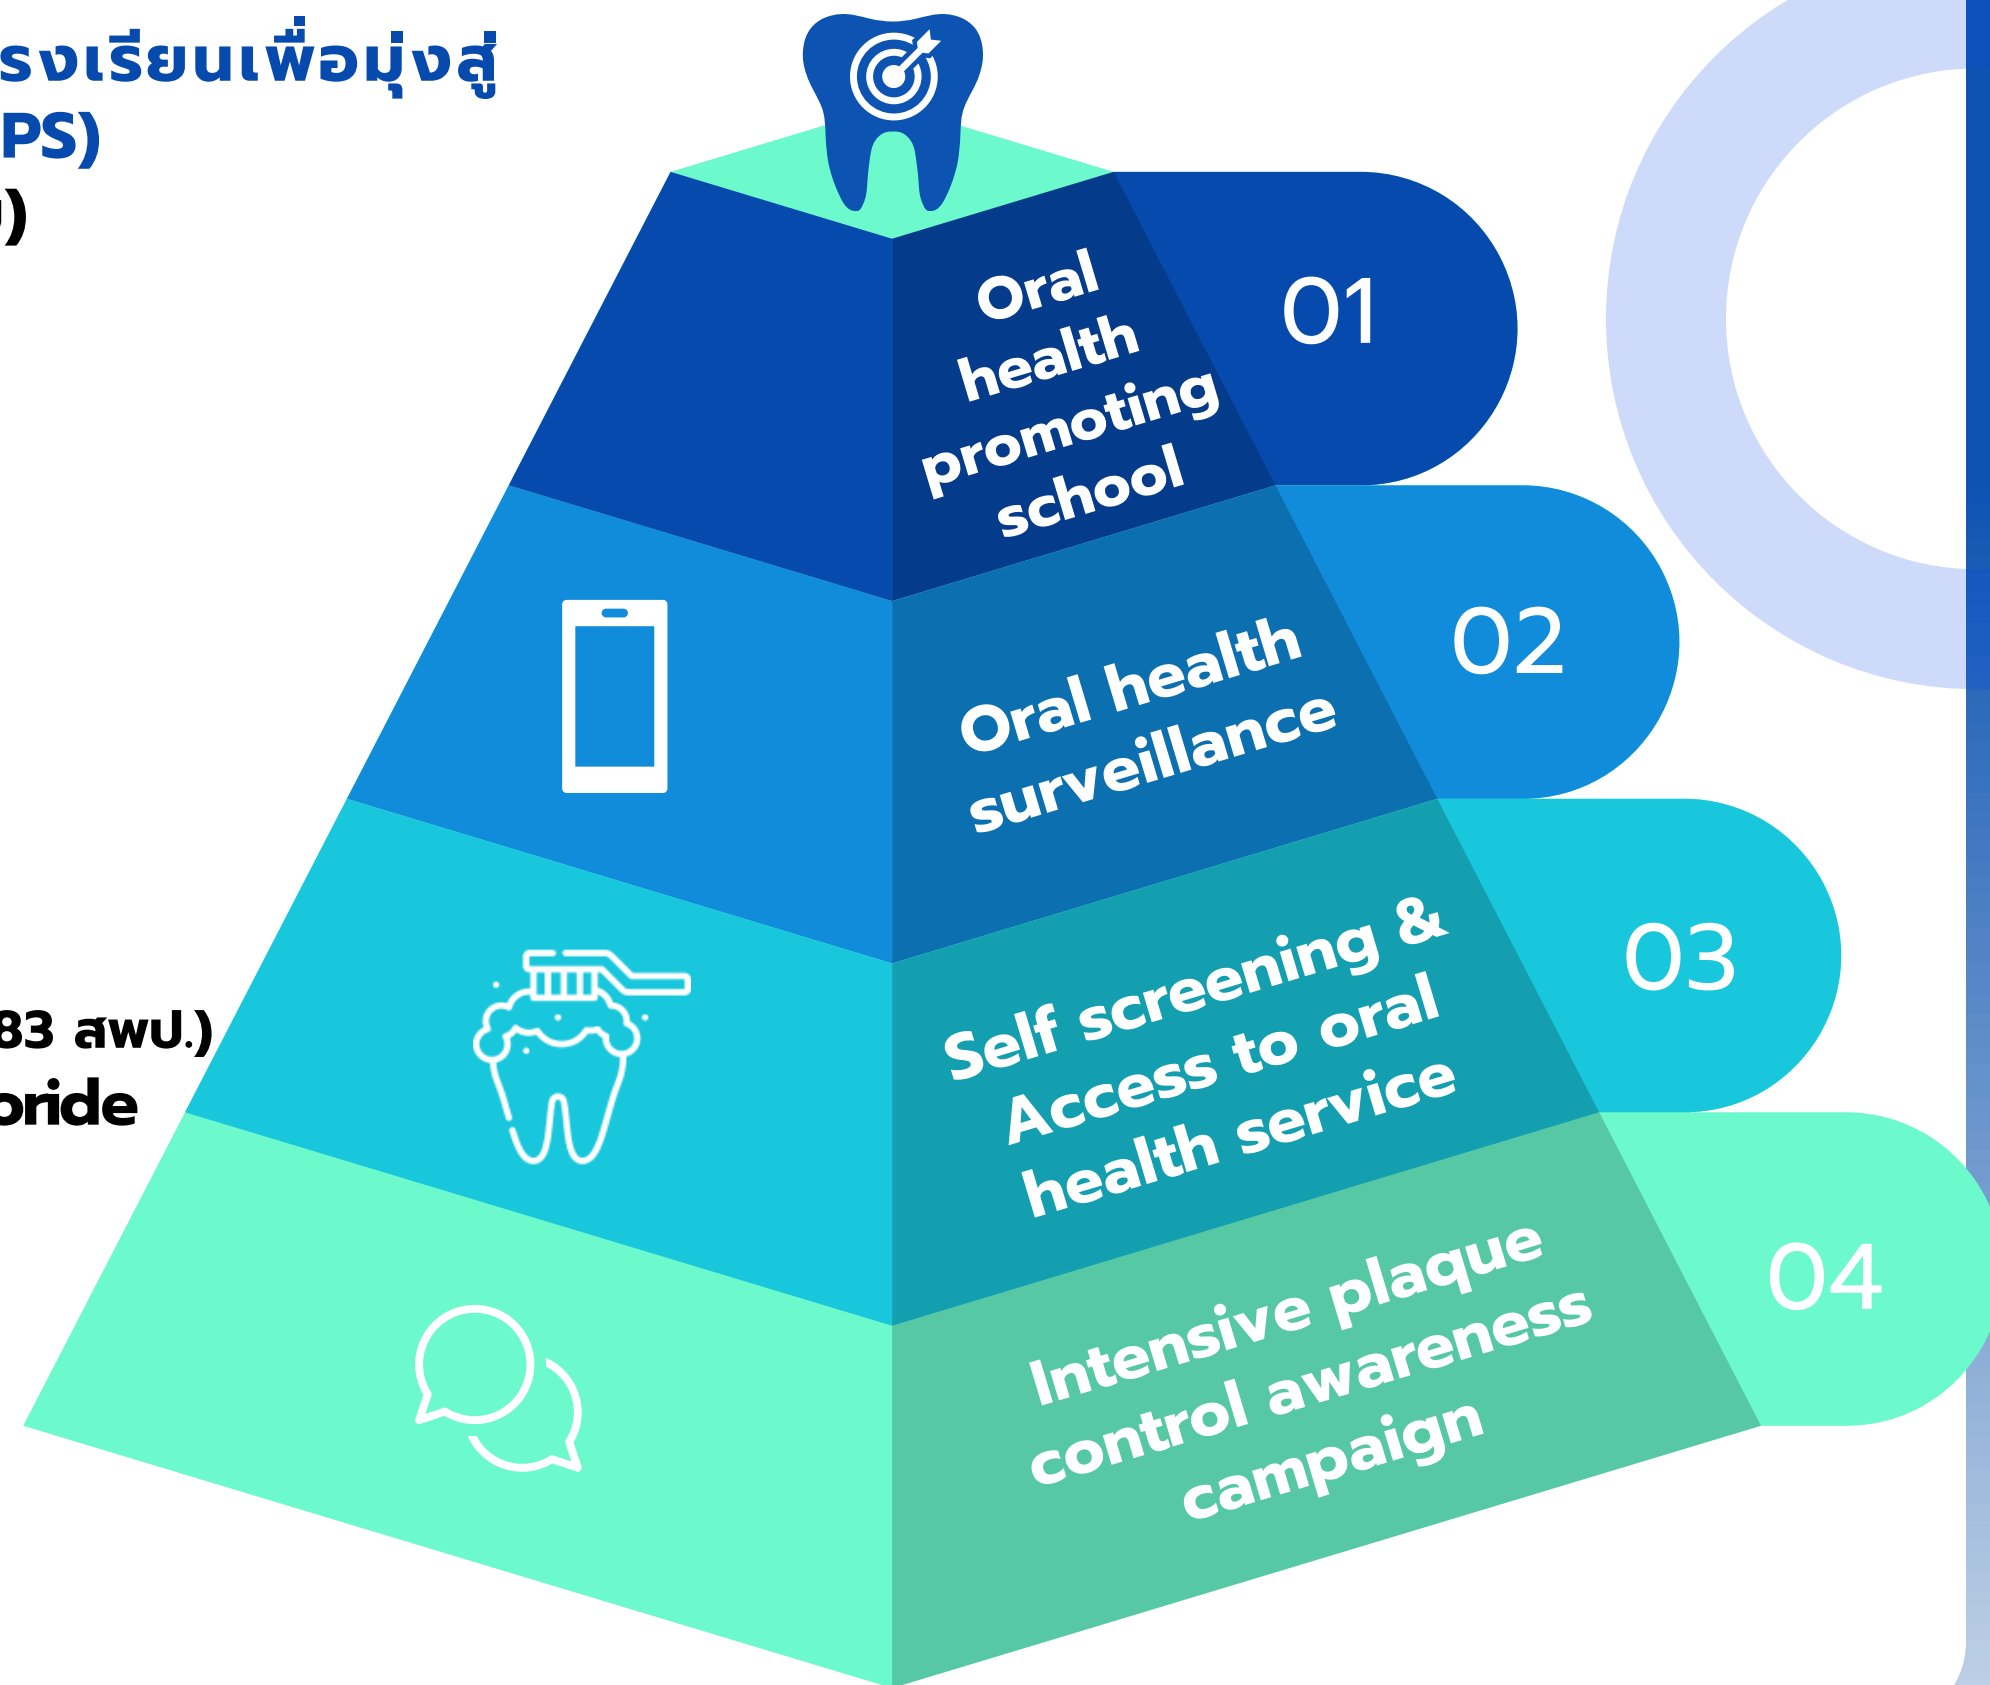 รงเรียนเพื่อมุ่งสู่
PS)
)
83 สพป.)
oride
Oral
health
promoting
school
01
Oral health
surveillance
02
Self screening &
Access to oral
health service
03
Intensive plaque
control awareness
campaign
04